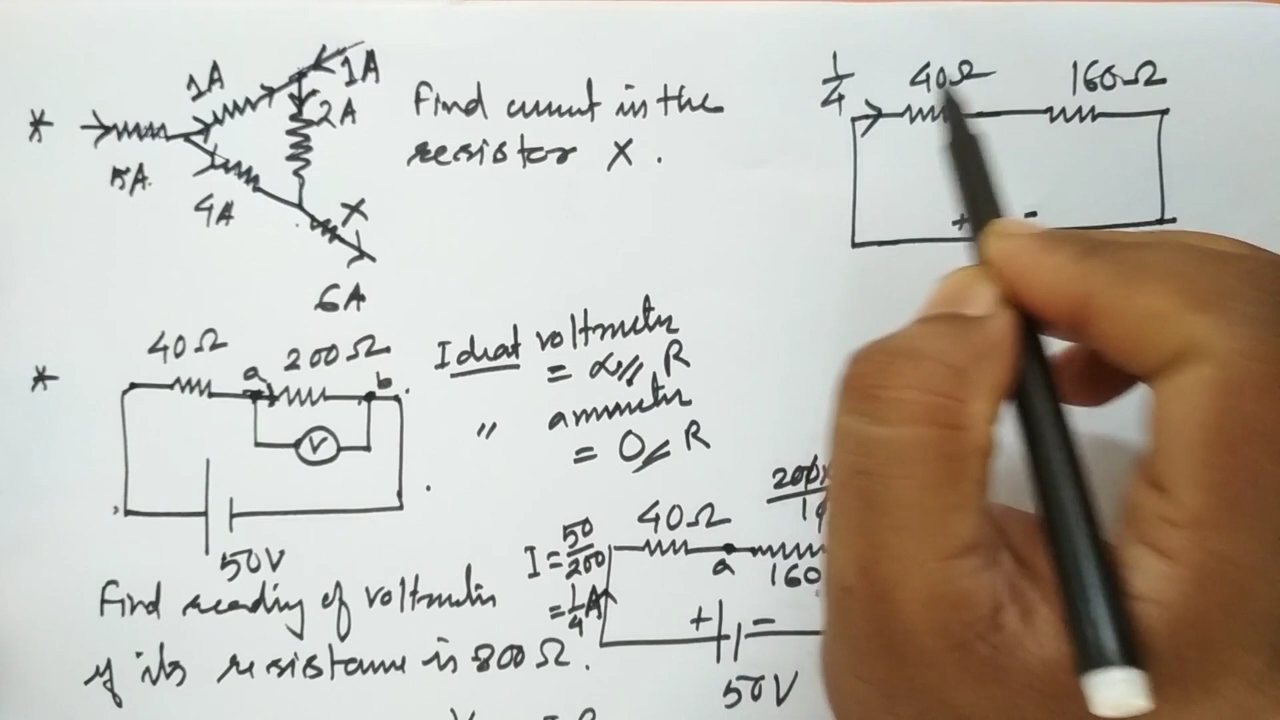 1A
1A
* 2A Find current in the
5A. resistor X.
4A X
6A
1/4 40Ω 160Ω
+ -
* 40Ω 200Ω
a b
V
50V
Ideal voltmeter
= ∝ R
" ammeter
= 0 R
Find reading of voltmeter
if its resistance is 800Ω.
I = 50/200
= 1/4 A
40Ω
a 160
+ -
50V